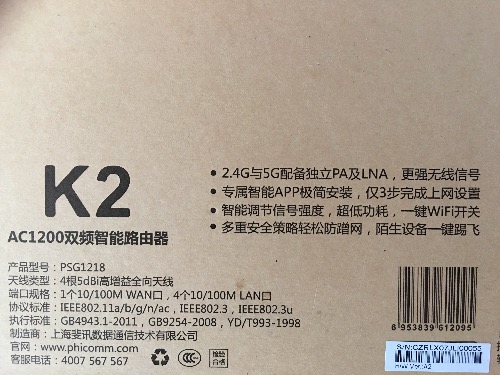 K2
AC1200双频智能路由器
• 2.4G与5G配备独立PA及LNA，更强无线信号
• 专属智能APP极简安装，仅3步完成上网设置
• 智能调节信号强度，超低功耗，一键WiFi开关
• 多重安全策略轻松防蹭网，陌生设备一键踢飞
产品型号：PSG1218
天线类型：4根5dBi高增益全向天线
端口规格：1个10/100M WAN口，4个10/100M LAN口
协议标准：IEEE802.11a/b/g/n/ac，IEEE802.3，IEEE802.3u
执行标准：GB4943.1-2011，GB9254-2008，YD/T993-1998
制造商：上海斐讯数据通信技术有限公司
官方网站：www.phicomm.com
客服电话：4007 567 567
检验
合格
6953839612095